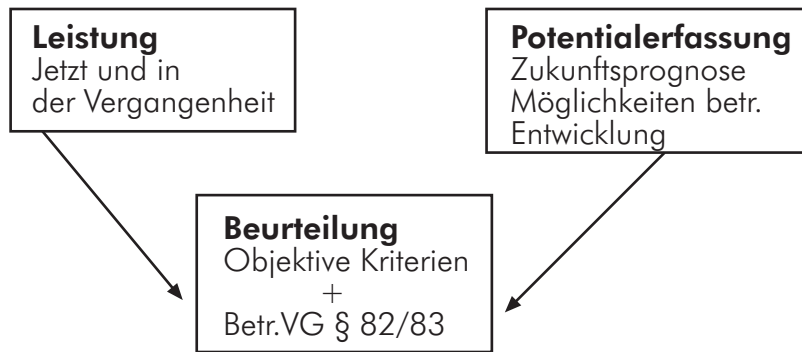 Leistung
Jetzt und in
der Vergangenheit
Potentialerfassung
Zukunftsprognose
Möglichkeiten betr.
Entwicklung
Beurteilung
Objektive Kriterien
+
Betr.VG § 82/83